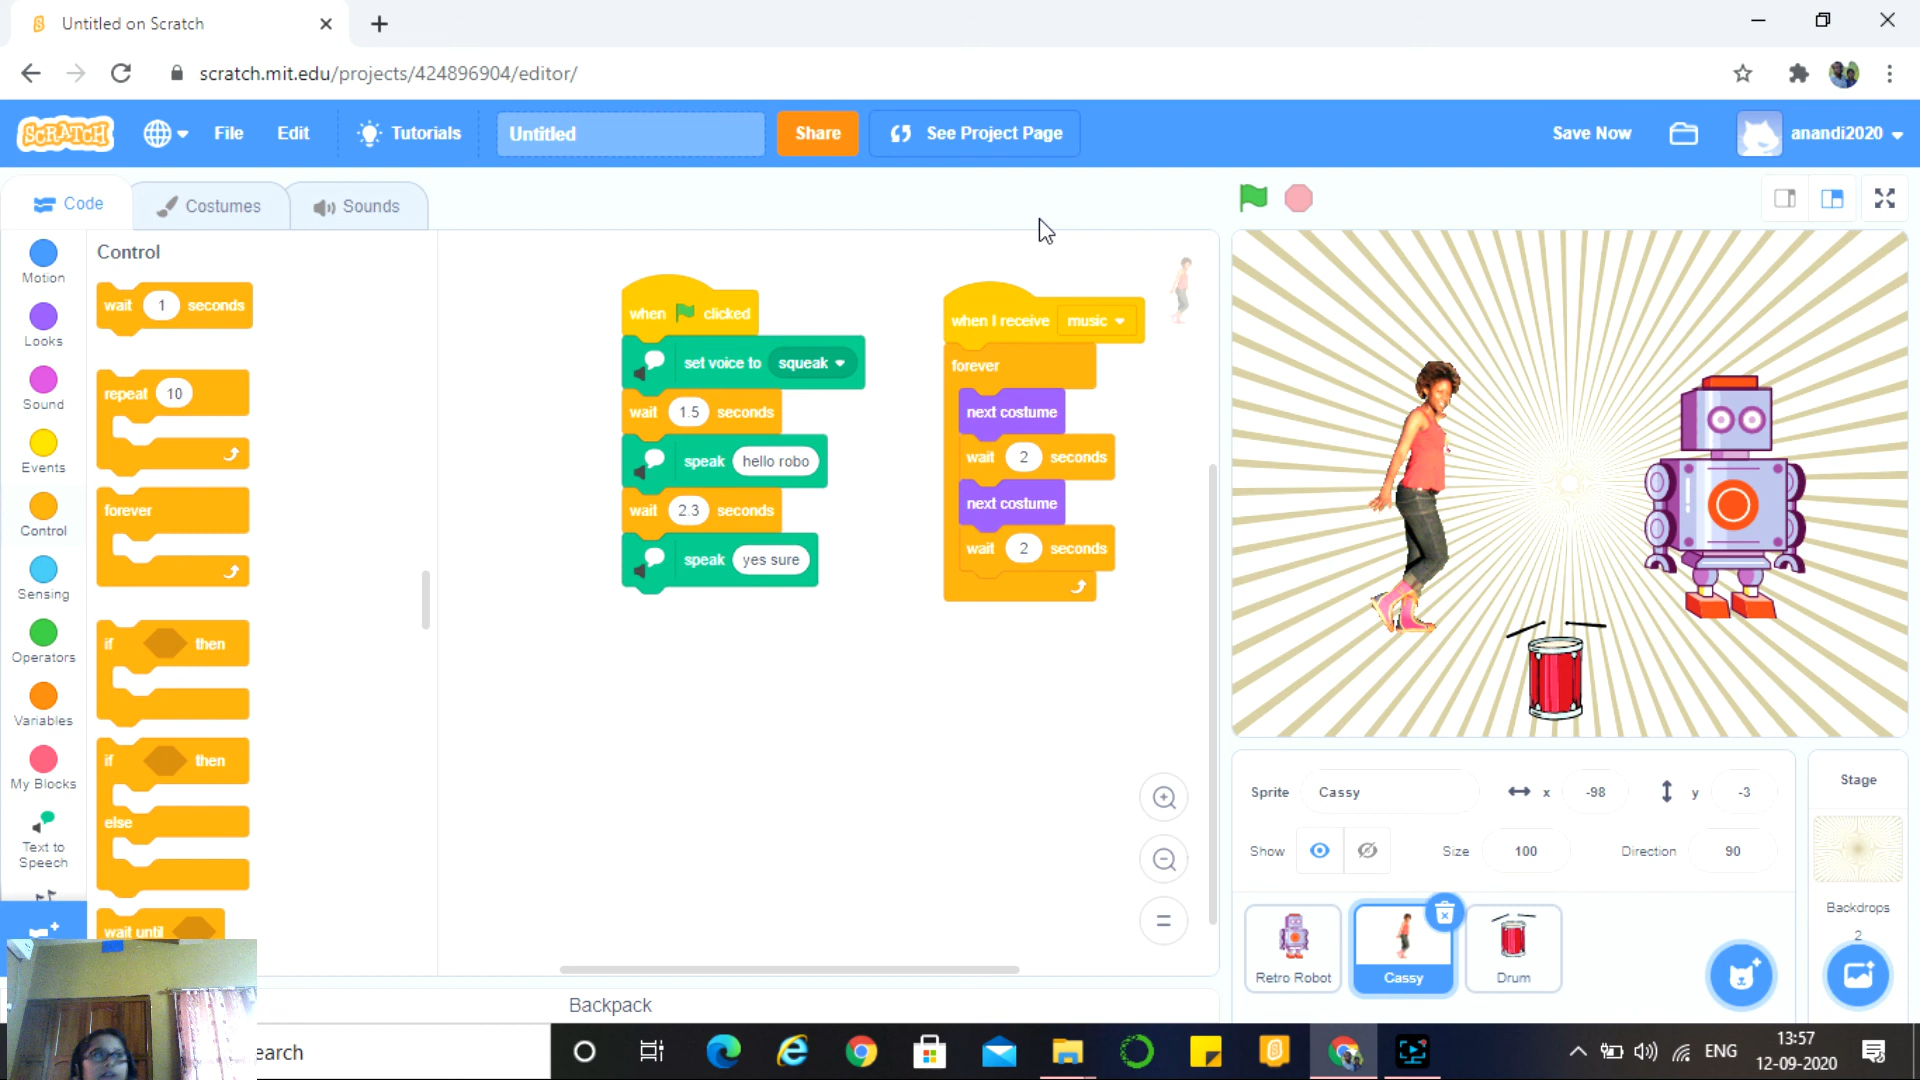 Untitled on Scratch
scratch.mit.edu/projects/424896904/editor/
SCRATCH File Edit Tutorials Untitled Share See Project Page Save Now anandi2020
Code Costumes Sounds
Motion
Looks
Sound
Events
Control
Sensing
Operators
Variables
My Blocks
Text to
Speech
Control
wait 1 seconds
repeat 10
forever
if then
if then
else
wait until
when clicked
set voice to squeak
wait 1.5 seconds
speak hello robo
wait 2.3 seconds
speak yes sure
when I receive music
forever
next costume
wait 2 seconds
next costume
wait 2 seconds
Backpack
Sprite Cassy x -98 y -3
Show Size 100 Direction 90
Retro Robot
Cassy
Drum
Stage
Backdrops
2
earch
ENG
13:57
12-09-2020